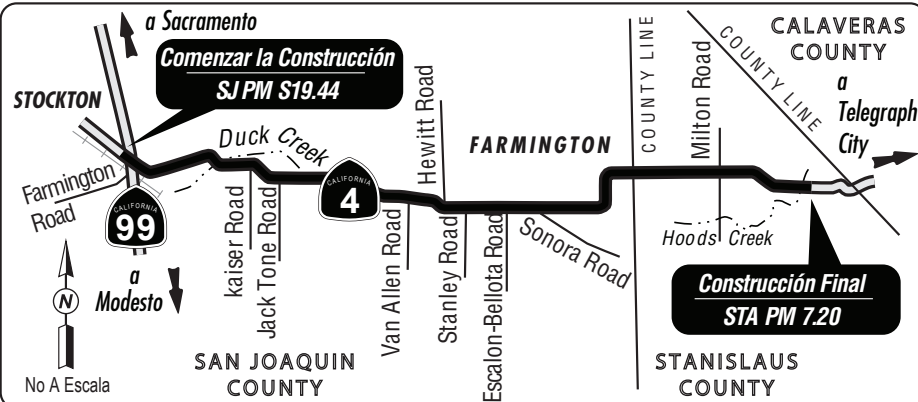 a Sacramento
Comenzar la Construcción
SJ PM S19.44
STOCKTON
Farmington
Road
CALIFORNIA
99
a
Modesto
N
No A Escala
Duck Creek
kaiser Road
Jack Tone Road
CALIFORNIA
4
Van Allen Road
Hewitt Road
Stanley Road
Escalon-Bellota Road
FARMINGTON
Sonora Road
SAN JOAQUIN
COUNTY
COUNTY LINE
Milton Road
COUNTY LINE
CALAVERAS
COUNTY
a
Telegraph
City
Hoods Creek
Construcción Final
STA PM 7.20
STANISLAUS
COUNTY